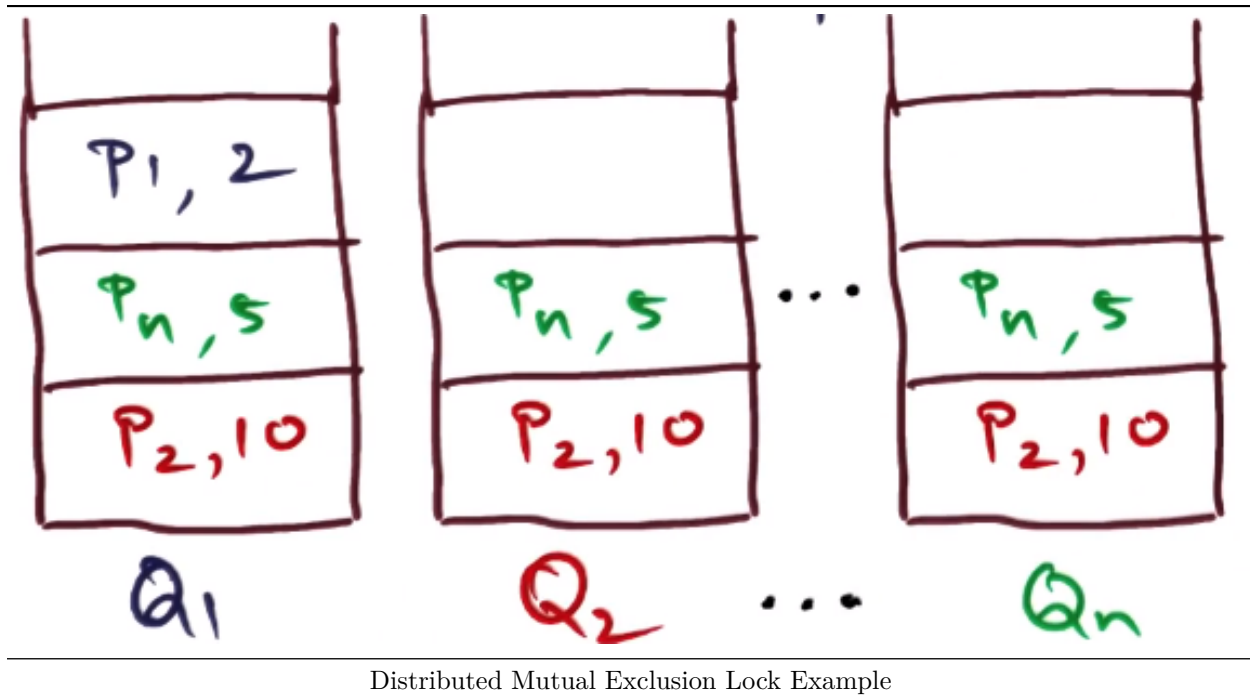 P1, 2
Pn, 5 Pn, 5 ... Pn, 5
P2, 10 P2, 10 P2, 10
Q1 Q2 ... Qn
Distributed Mutual Exclusion Lock Example